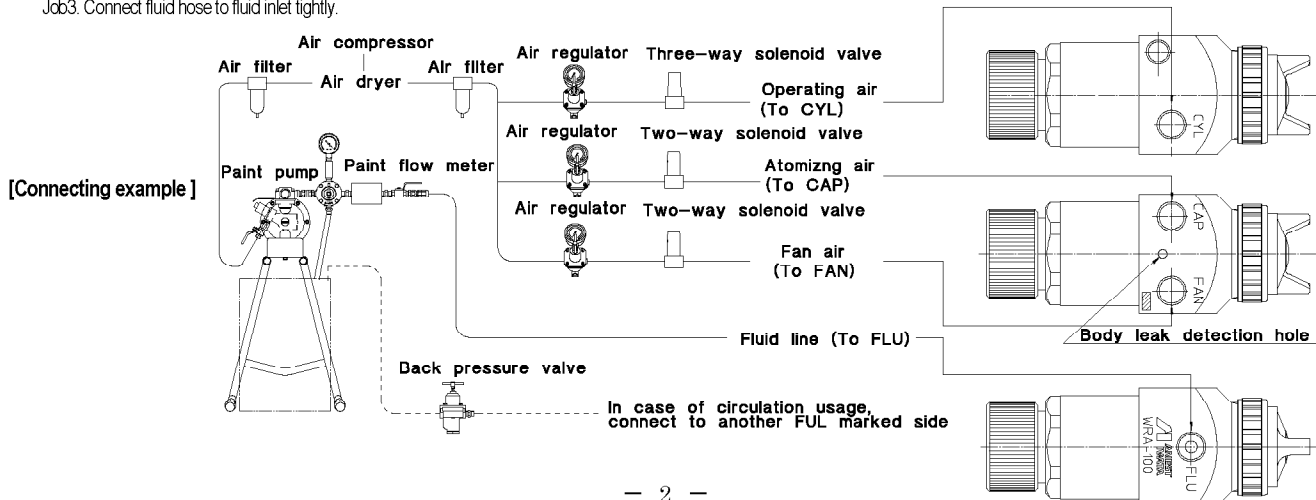 Job3. Connect fluid hose to fluid inlet tightly.
Air compressor
Air filter
Air dryer
Air filter
Air regulator
Three-way solenoid valve
Operating air
(To CYL)
CYL
Air regulator
Two-way solenoid valve
Paint pump
Paint flow meter
Atomizng air
(To CAP)
[Connecting example]
CAP
Air regulator
Two-way solenoid valve
Fan air
(To FAN)
FAN
Body leak detection hole
Fluid line (To FLU)
Back pressure valve
In case of circulation usage,
connect to another FUL marked side
ANEST
IWATA
WRA-100
FLU
- 2 -